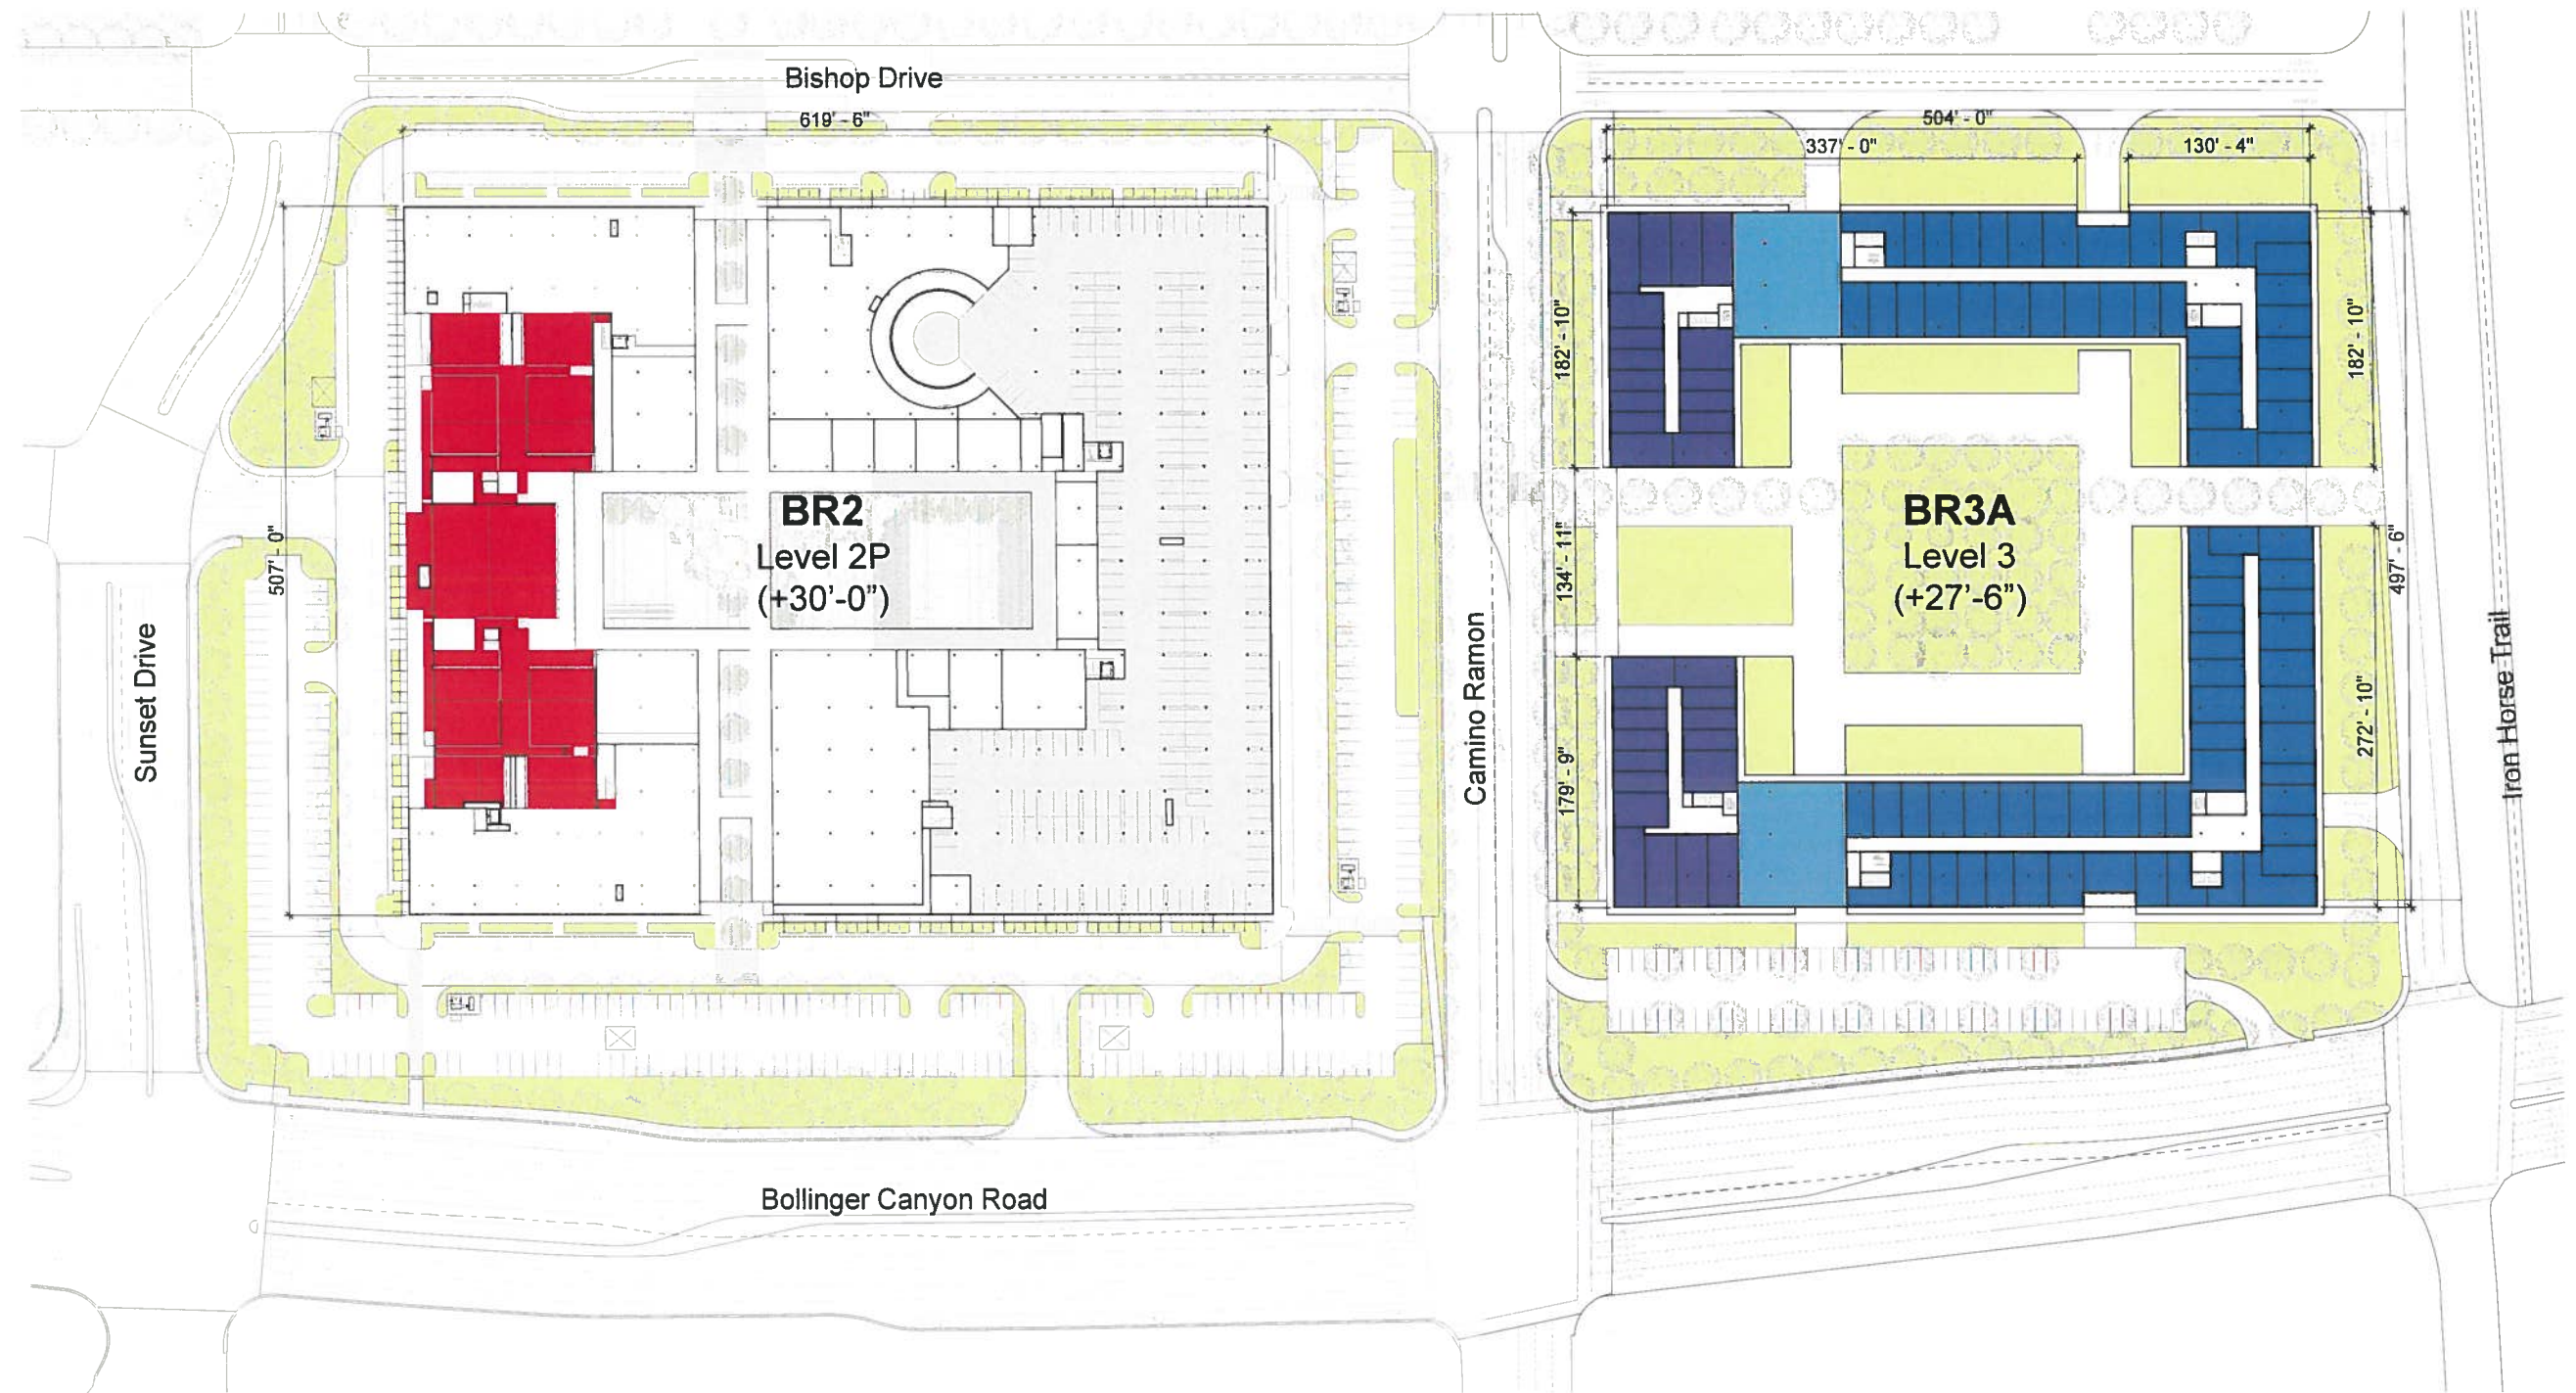 Bishop Drive
619' - 6"
504' - 0"
337' - 0"
130' - 4"
182' - 10"
182' - 10"
507' - 0"
BR2
Level 2P
(+30'-0")
BR3A
Level 3
(+27'-6")
134' - 11"
497' - 6"
Sunset Drive
Camino Ramon
Iron Horse Trail
179' - 9"
272' - 10"
Bollinger Canyon Road